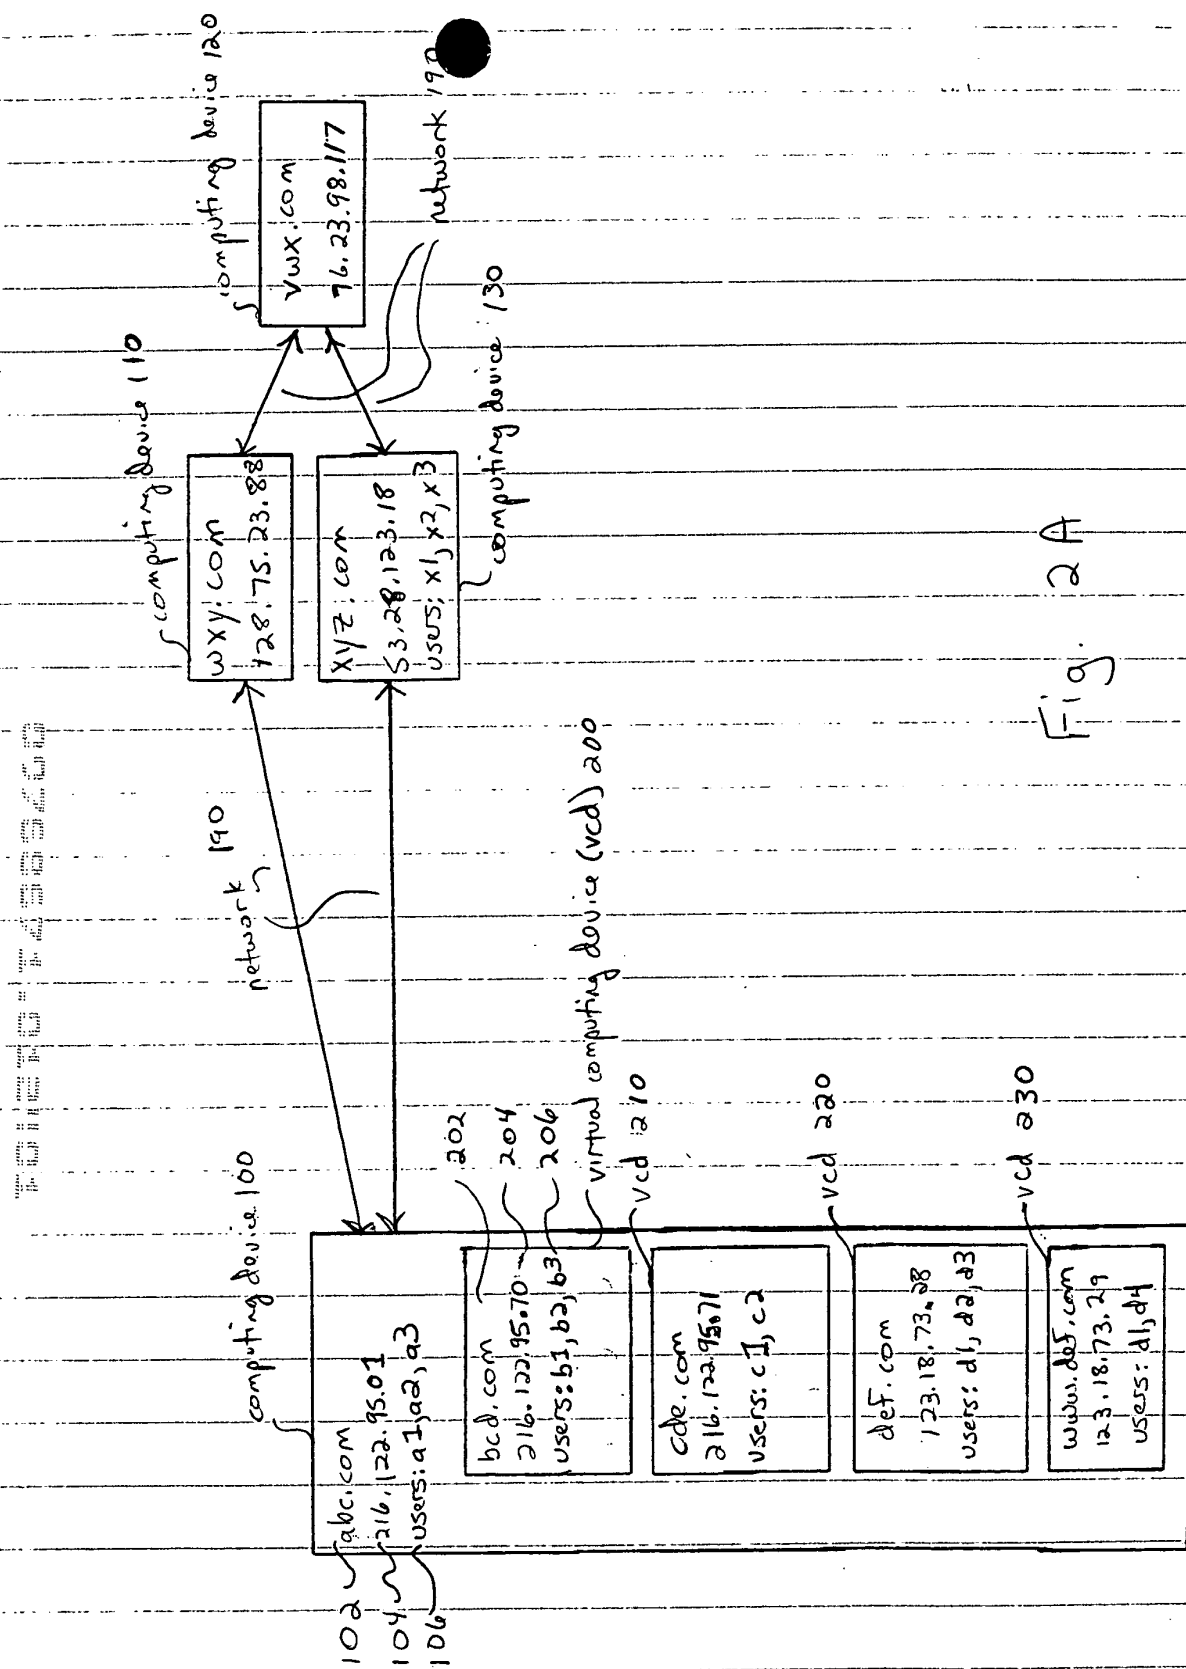 computing device 100
102
abc.com
104
216.122.95.01
106
users: a1, a2, a3
bcd.com
202
216.122.95.70
204
users: b1, b2, b3
206
virtual computing device (vcd) 200
cde.com
216.122.95.71
users: c1, c2
vcd 210
def.com
123.18.73.28
users: d1, d2, d3
vcd 220
www.def.com
123.18.73.29
users: d1, d4
vcd 230
network 190
computing device 110
wxy.com
128.75.23.88
xyz.com
53.28.123.18
users: x1, x2, x3
computing device 130
computing device 120
vwx.com
76.23.98.117
network 190
Fig. 2A